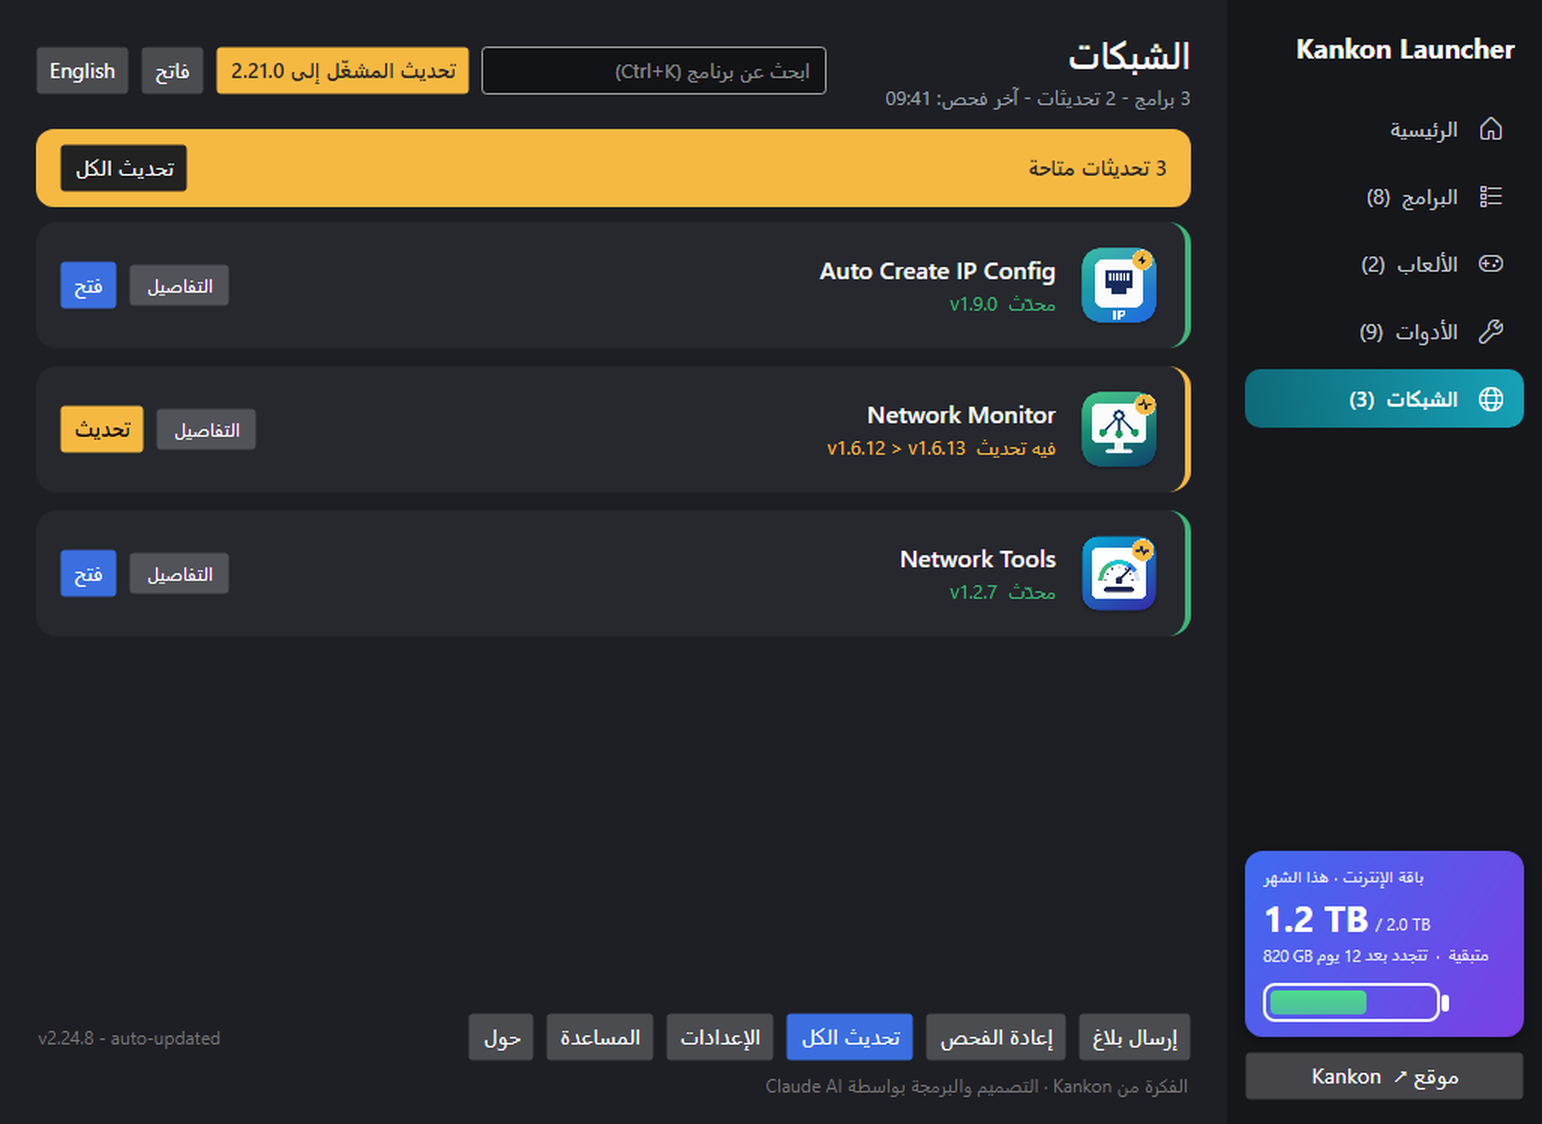 Kankon Launcher
الرئيسية
البرامج (8)
الألعاب (2)
الأدوات (9)
الشبكات (3)
باقة الإنترنت · هذا الشهر
1.2 TB / 2.0 TB
820 GB متبقية · تتجدد بعد 12 يوم
موقع Kankon ↗
الشبكات
3 برامج - 2 تحديثات - آخر فحص: 09:41
ابحث عن برنامج (Ctrl+K)
تحديث المشغّل إلى 2.21.0
فاتح
English
3 تحديثات متاحة
تحديث الكل
Auto Create IP Config
محدّث v1.9.0
IP
التفاصيل
فتح
Network Monitor
فيه تحديث v1.6.12 > v1.6.13
التفاصيل
تحديث
Network Tools
محدّث v1.2.7
التفاصيل
فتح
إرسال بلاغ
إعادة الفحص
تحديث الكل
الإعدادات
المساعدة
حول
v2.24.8 - auto-updated
الفكرة من Kankon · التصميم والبرمجة بواسطة Claude AI